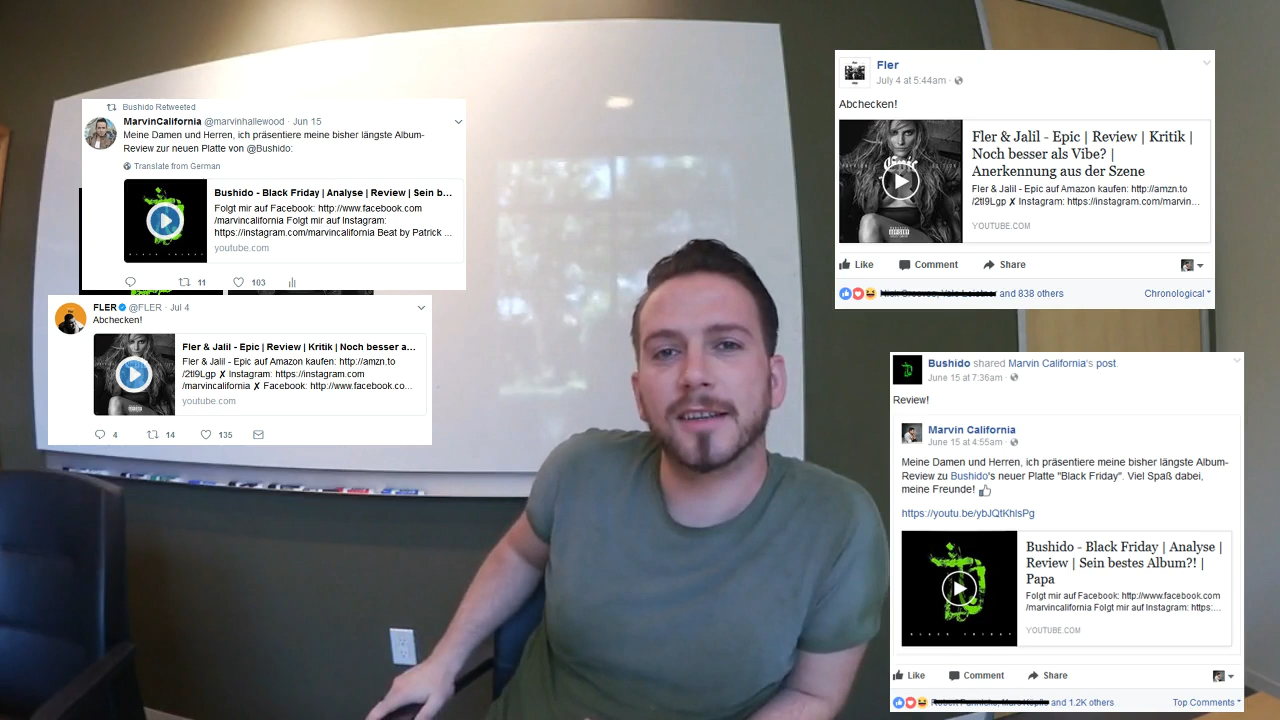 Bushido Retweeted
MarvinCalifornia @marvinhallewood · Jun 15
Meine Damen und Herren, ich präsentiere meine bisher längste Album-
Review zur neuen Platte von @Bushido:
Translate from German
Bushido - Black Friday | Analyse | Review | Sein b...
Folgt mir auf Facebook: http://www.facebook.com
/marvincalifornia Folgt mir auf Instagram:
https://instagram.com/marvincalifornia Beat by Patrick ...
youtube.com
11 103
FLER @FLER · Jul 4
Abchecken!
Fler & Jalil - Epic | Review | Kritik | Noch besser a...
Fler & Jalil - Epic auf Amazon kaufen: http://amzn.to
/2tI9Lgp ✗ Instagram: https://instagram.com
/marvincalifornia ✗ Facebook: http://www.facebook.co...
youtube.com
4 14 135
Fler
July 4 at 5:44am ·
Abchecken!
Epic
Fler & Jalil - Epic | Review | Kritik |
Noch besser als Vibe? |
Anerkennung aus der Szene
Fler & Jalil - Epic auf Amazon kaufen: http://amzn.to
/2tI9Lgp ✗ Instagram: https://instagram.com/marvin...
YOUTUBE.COM
Like Comment Share
and 838 others Chronological
Bushido shared Marvin California's post.
June 15 at 7:36am ·
Review!
Marvin California
June 15 at 4:55am ·
Meine Damen und Herren, ich präsentiere meine bisher längste Album-
Review zu Bushido's neuer Platte "Black Friday". Viel Spaß dabei,
meine Freunde!
https://youtu.be/ybJQtKhlsPg
BLACK FRIDAY
Bushido - Black Friday | Analyse |
Review | Sein bestes Album?! |
Papa
Folgt mir auf Facebook: http://www.facebook.com
/marvincalifornia Folgt mir auf Instagram: https:...
YOUTUBE.COM
Like Comment Share
and 1.2K others Top Comments